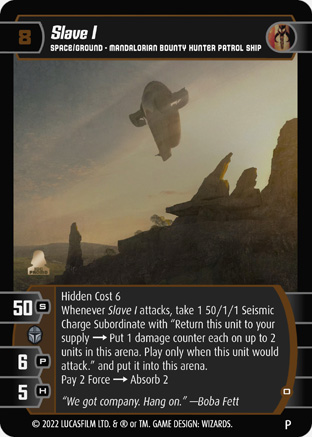 8
Slave I
SPACE/GROUND - MANDALORIAN BOUNTY HUNTER PATROL SHIP
50 S
6 P
5 H
Hidden Cost 6
Whenever Slave I attacks, take 1 50/1/1 Seismic
Charge Subordinate with “Return this unit to your
supply → Put 1 damage counter each on up to 2
units in this arena. Play only when this unit would
attack.” and put it into this arena.
Pay 2 Force → Absorb 2
“We got company. Hang on.” —Boba Fett
© 2022 LUCASFILM LTD. & ® or TM. GAME DESIGN: WIZARDS.
P